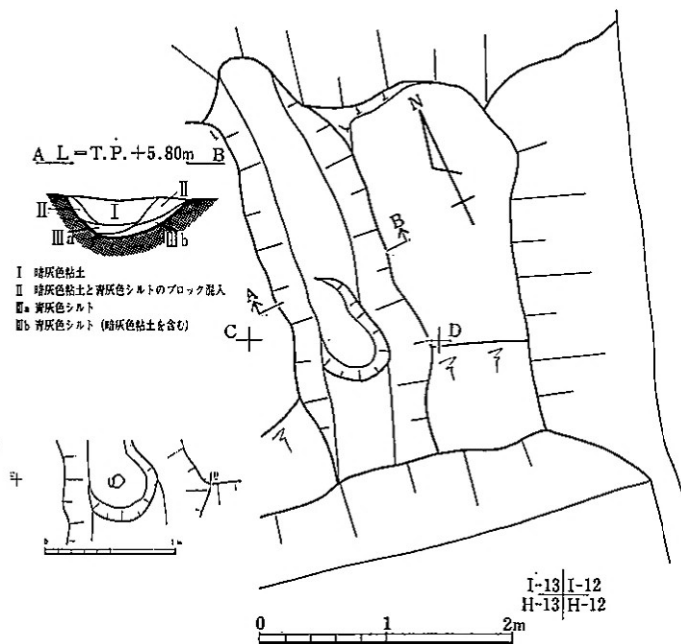 N
A L=T.P.+5.80m B
II
II I
IIIa IIIb
I 暗灰色粘土
II 暗灰色粘土と青灰色シルトのブロック混入
IIIa 青灰色シルト
IIIb 青灰色シルト (暗灰色粘土を含む)
B
A
C D
I-13 I-12
H-13 H-12
0 1 2m